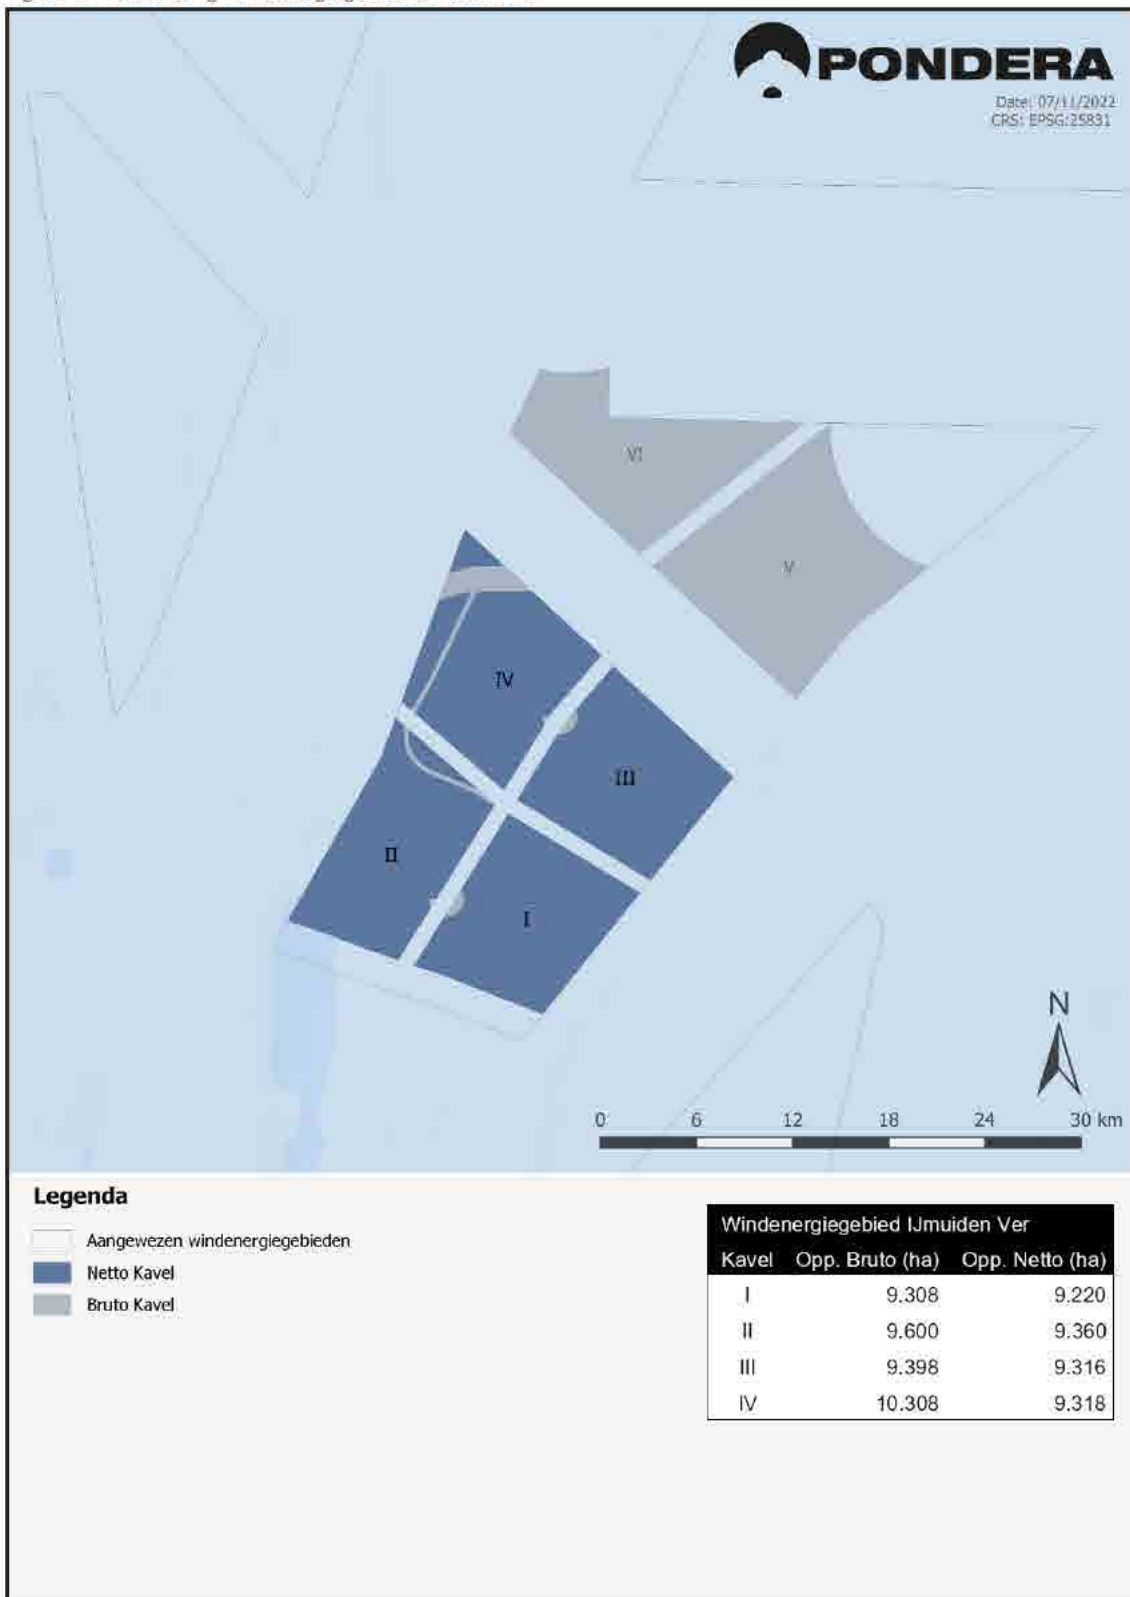 PONDERA
Date: 07/11/2022
CRS: EPSG:25831
VI
V
IV
III
II
I
N
0 6 12 18 24 30 km
Legenda
Aangewezen windenergiegebieden
Netto Kavel
Bruto Kavel
Windenergiegebied IJmuiden Ver
Kavel Opp. Bruto (ha) Opp. Netto (ha)
I 9.308 9.220
II 9.600 9.360
III 9.398 9.316
IV 10.308 9.318